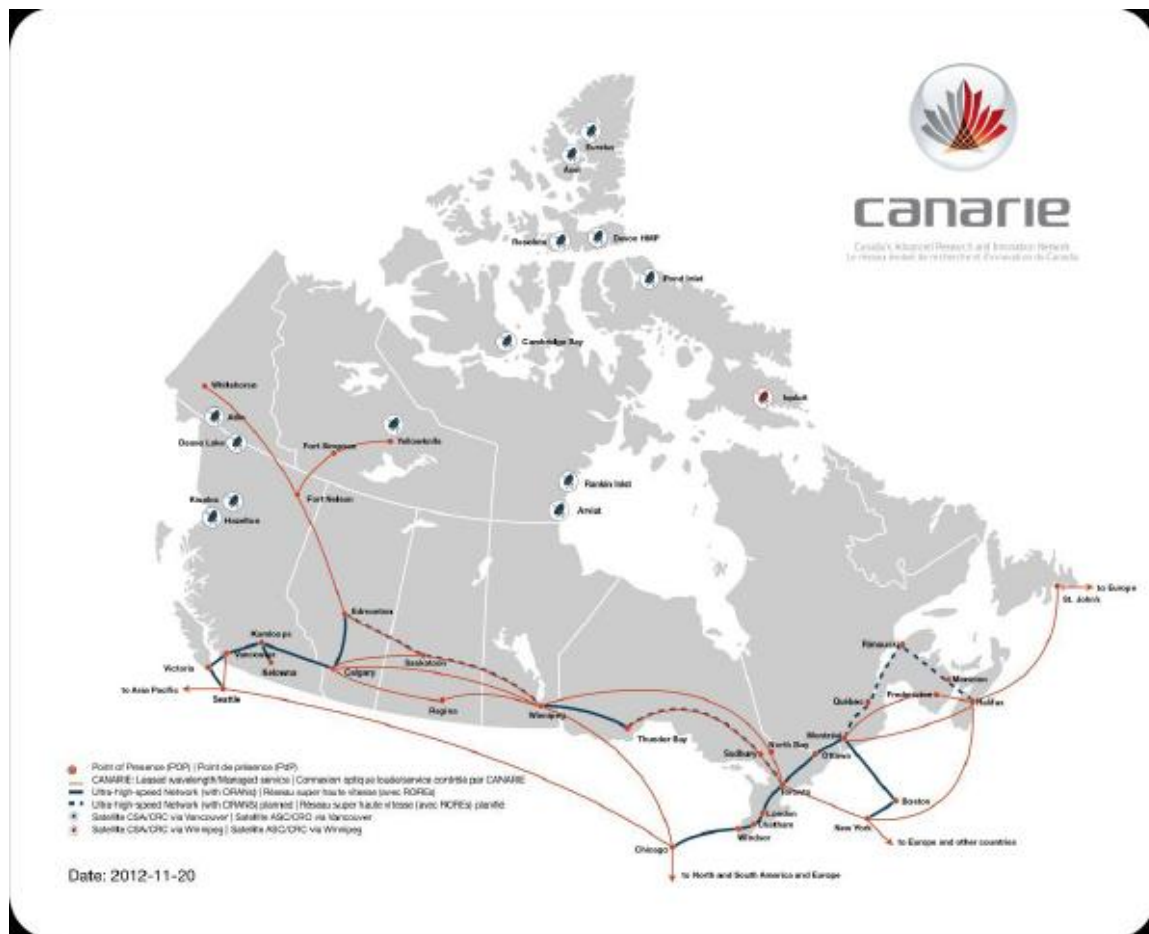 canarie
Canada's Advanced Research and Innovation Network
Le réseau évolué de recherche et d'innovation du Canada
Eureka
Resolute
Devon HMP
Pond Inlet
Cambridge Bay
Iqaluit
Whitehorse
Atlin
Dease Lake
Fort Simpson
Yellowknife
Fort Nelson
Rankin Inlet
Arviat
Hazelton
Edmonton
to Europe
St. John's
Kamloops
Vancouver
Victoria
Kelowna
Calgary
Saskatoon
Rimouski
Moncton
Fredericton
Halifax
to Asia Pacific
Seattle
Regina
Winnipeg
Québec
Montréal
Thunder Bay
Sudbury
North Bay
Ottawa
Toronto
Boston
London
Chatham
Windsor
New York
Chicago
to Europe and other countries
to North and South America and Europe
Point of Presence (POP) | Point de présence (PdP)
CANARIE: Leased wavelength/Managed service | Connexion optique louée/service contrôlé par CANARIE
Ultra-high-speed Network (with ORANs) | Réseau super haute vitesse (avec RORÉs)
Ultra-high-speed Network (with ORANS) planned | Réseau super haute vitesse (avec RORÉs) planifié
Satellite CSA/CRC via Vancouver | Satellite ASC/CRC via Vancouver
Satellite CSA/CRC via Winnipeg | Satellite ASC/CRC via Winnipeg
Date: 2012-11-20